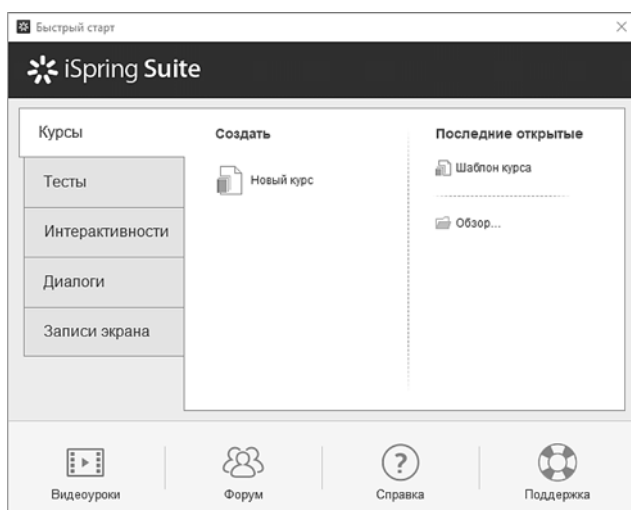 Быстрый старт
iSpring Suite
Курсы
Тесты
Интерактивности
Диалоги
Записи экрана
Создать
Новый курс
Последние открытые
Шаблон курса
Обзор...
Видеоуроки
Форум
Справка
Поддержка